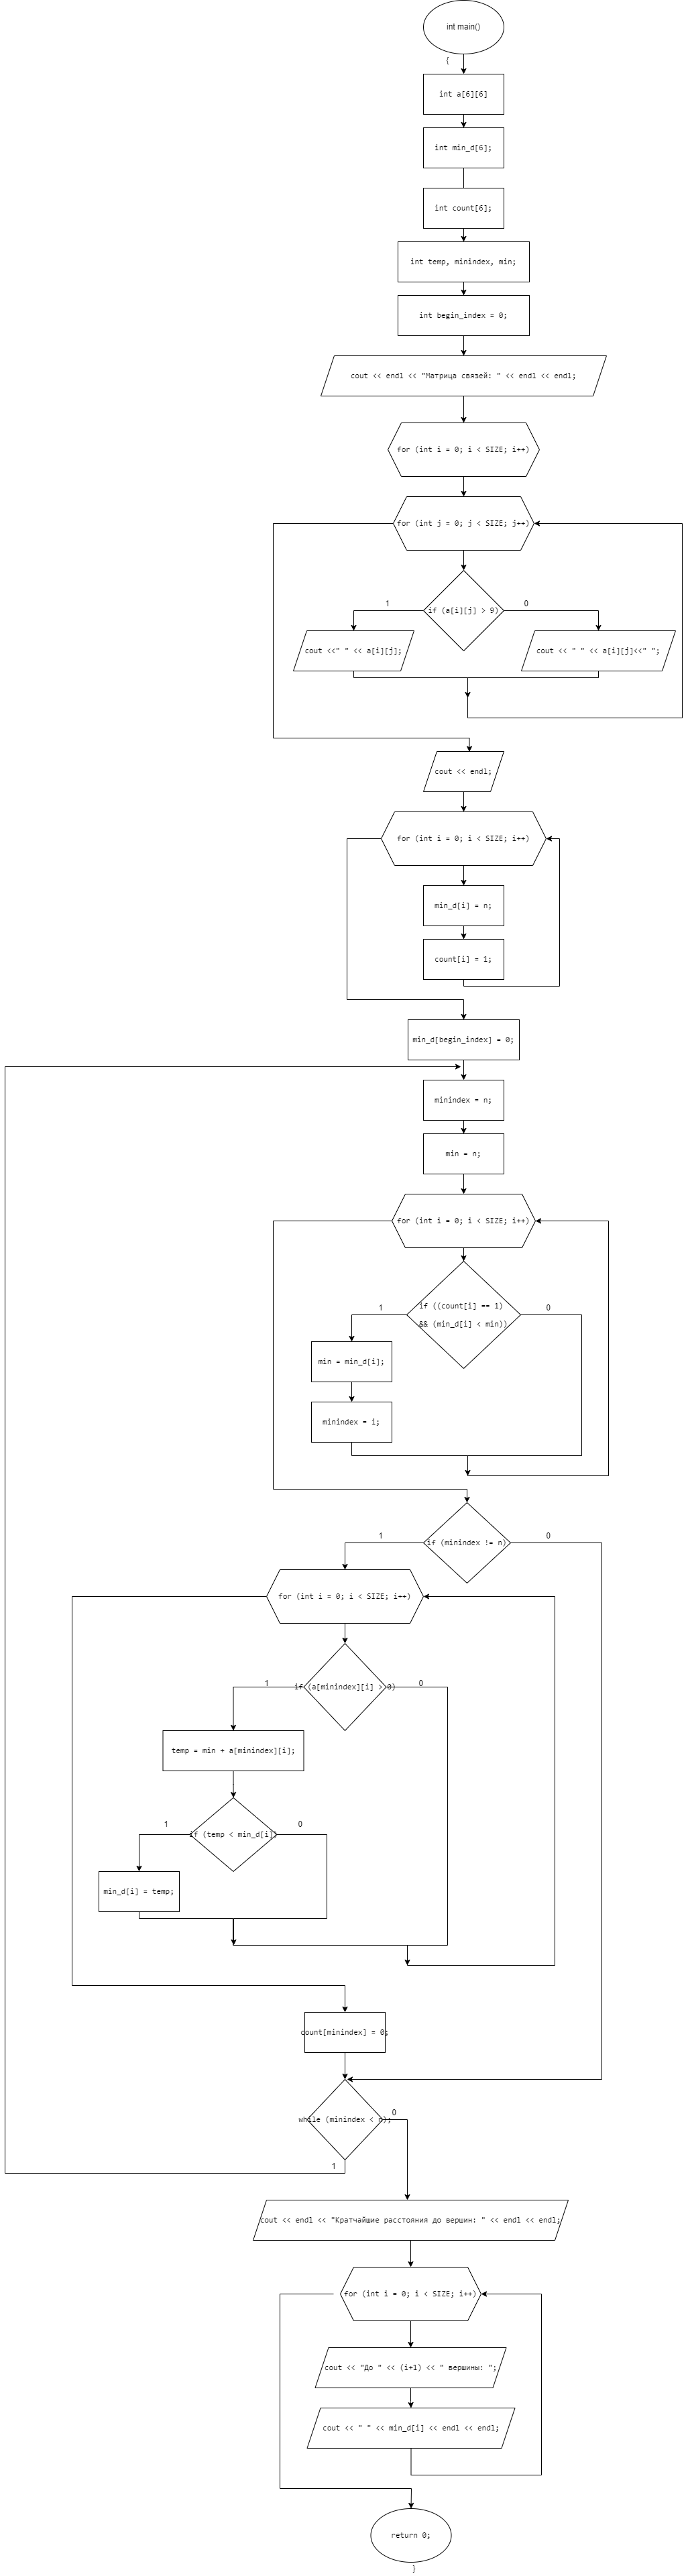 int main()
{
int a[6][6]
int min_d[6];
int count[6];
int temp, minindex, min;
int begin_index = 0;
cout << endl << "Матрица связей: " << endl << endl;
for (int i = 0; i < SIZE; i++)
for (int j = 0; j < SIZE; j++)
if (a[i][j] > 9)
1
0
cout <<" " << a[i][j];
cout << " " << a[i][j]<<" ";
cout << endl;
for (int i = 0; i < SIZE; i++)
min_d[i] = n;
count[i] = 1;
min_d[begin_index] = 0;
minindex = n;
min = n;
for (int i = 0; i < SIZE; i++)
if ((count[i] == 1)
&& (min_d[i] < min))
1
0
min = min_d[i];
minindex = i;
if (minindex != n)
1
0
for (int i = 0; i < SIZE; i++)
if (a[minindex][i] > 0)
1
0
temp = min + a[minindex][i];
if (temp < min_d[i])
1
0
min_d[i] = temp;
count[minindex] = 0;
while (minindex < n);
0
1
cout << endl << "Кратчайшие расстояния до вершин: " << endl << endl;
for (int i = 0; i < SIZE; i++)
cout << "До " << (i+1) << " вершины: ";
cout << " " << min_d[i] << endl << endl;
return 0;
}